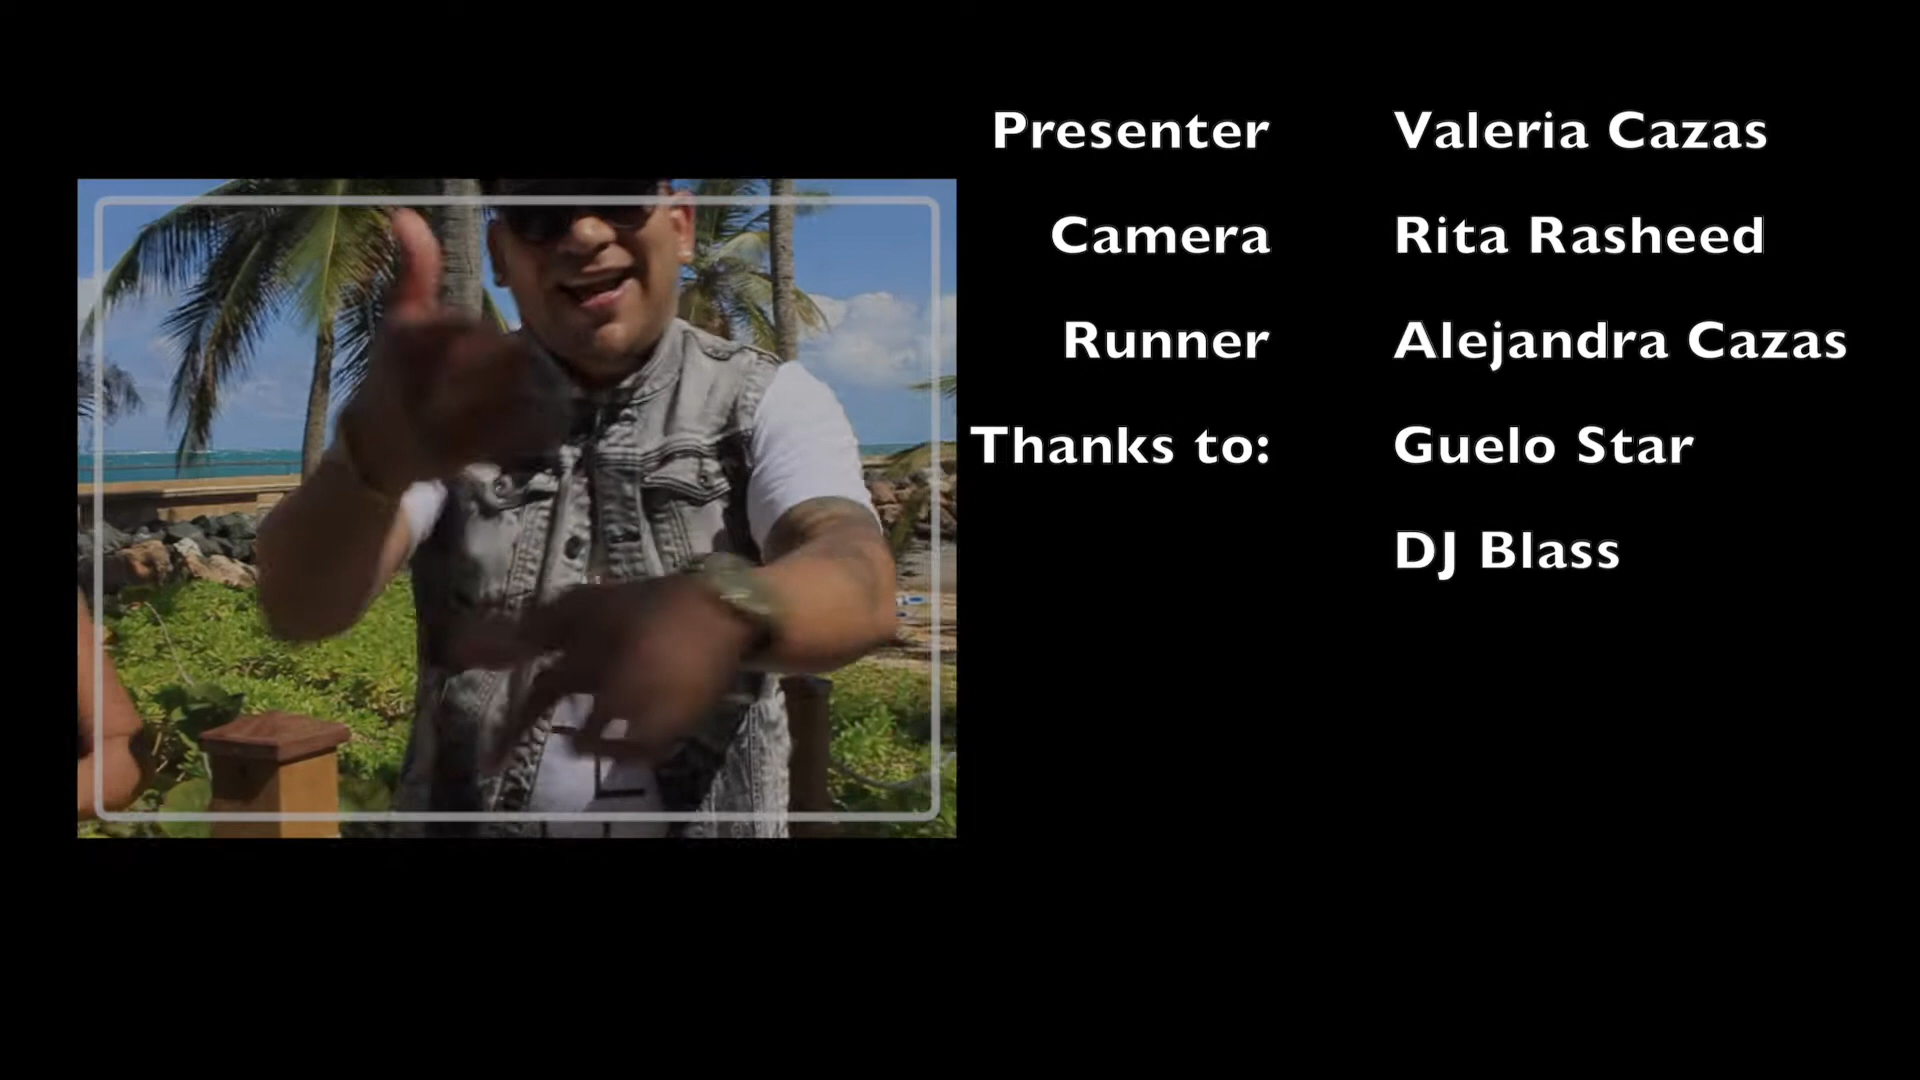 Presenter Valeria Cazas
Camera Rita Rasheed
Runner Alejandra Cazas
Thanks to: Guelo Star
DJ Blass